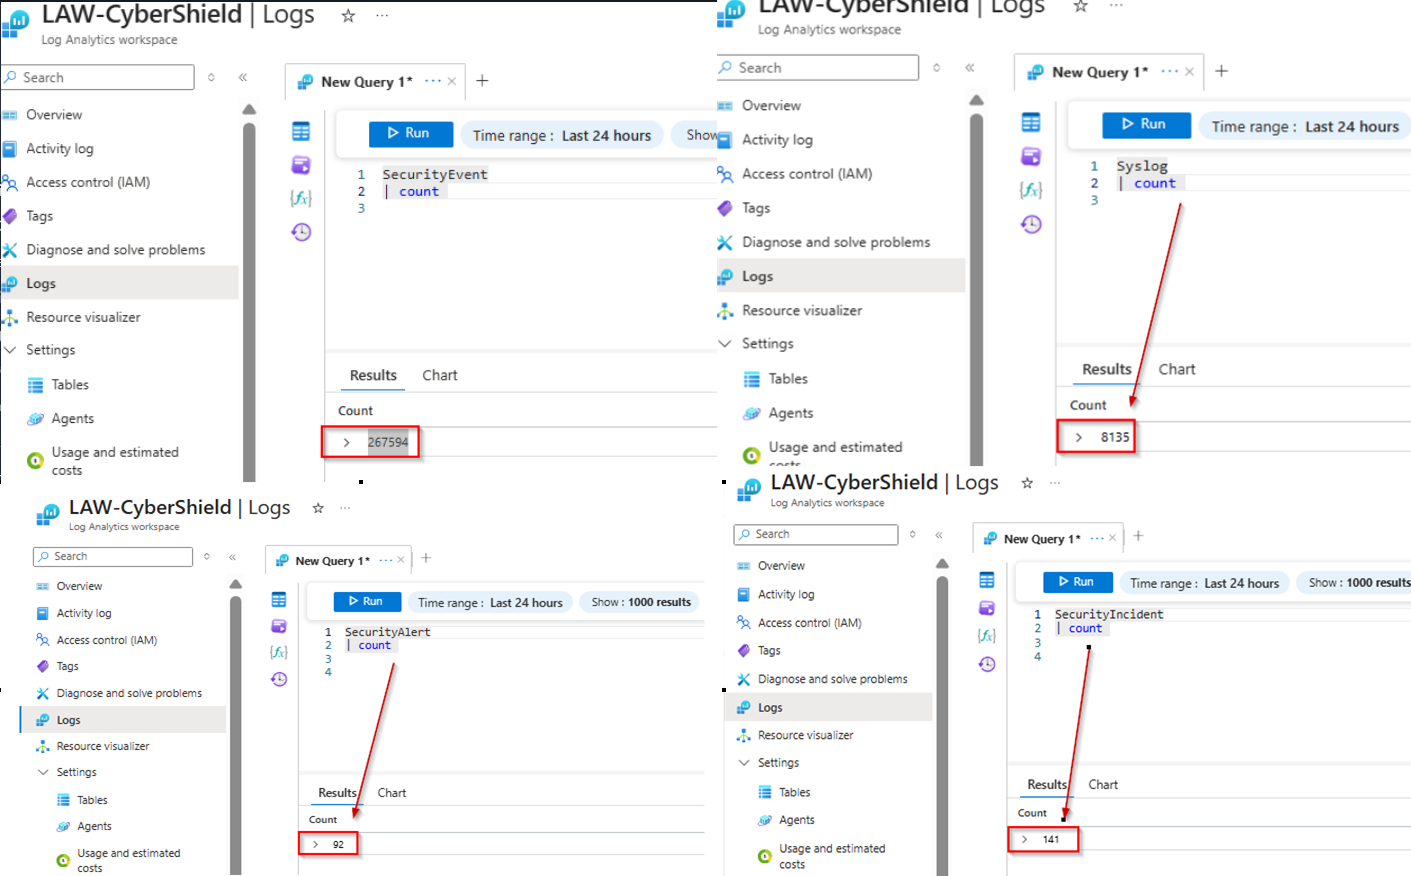 LAW-CyberShield | Logs
Log Analytics workspace
Search
Overview
Activity log
Access control (IAM)
Tags
Diagnose and solve problems
Logs
Resource visualizer
Settings
Tables
Agents
Usage and estimated
costs
New Query 1*
Run
Time range : Last 24 hours
Show
1 SecurityEvent
2 | count
3
Results
Chart
Count
267594
LAW-CyberShield | Logs
Log Analytics workspace
Search
Overview
Activity log
Access control (IAM)
Tags
Diagnose and solve problems
Logs
Resource visualizer
Settings
Tables
Agents
Usage and estimated
costs
New Query 1*
Run
Time range : Last 24 hours
1 Syslog
2 | count
3
Results
Chart
Count
8135
LAW-CyberShield | Logs
Log Analytics workspace
Search
Overview
Activity log
Access control (IAM)
Tags
Diagnose and solve problems
Logs
Resource visualizer
Settings
Tables
Agents
Usage and estimated
costs
New Query 1*
Run
Time range : Last 24 hours
Show : 1000 results
1 SecurityAlert
2 | count
3
4
Results
Chart
Count
92
LAW-CyberShield | Logs
Log Analytics workspace
Search
Overview
Activity log
Access control (IAM)
Tags
Diagnose and solve problems
Logs
Resource visualizer
Settings
Tables
Agents
Usage and estimated
costs
New Query 1*
Run
Time range : Last 24 hours
Show : 1000 results
1 SecurityIncident
2 | count
3
4
Results
Chart
Count
141